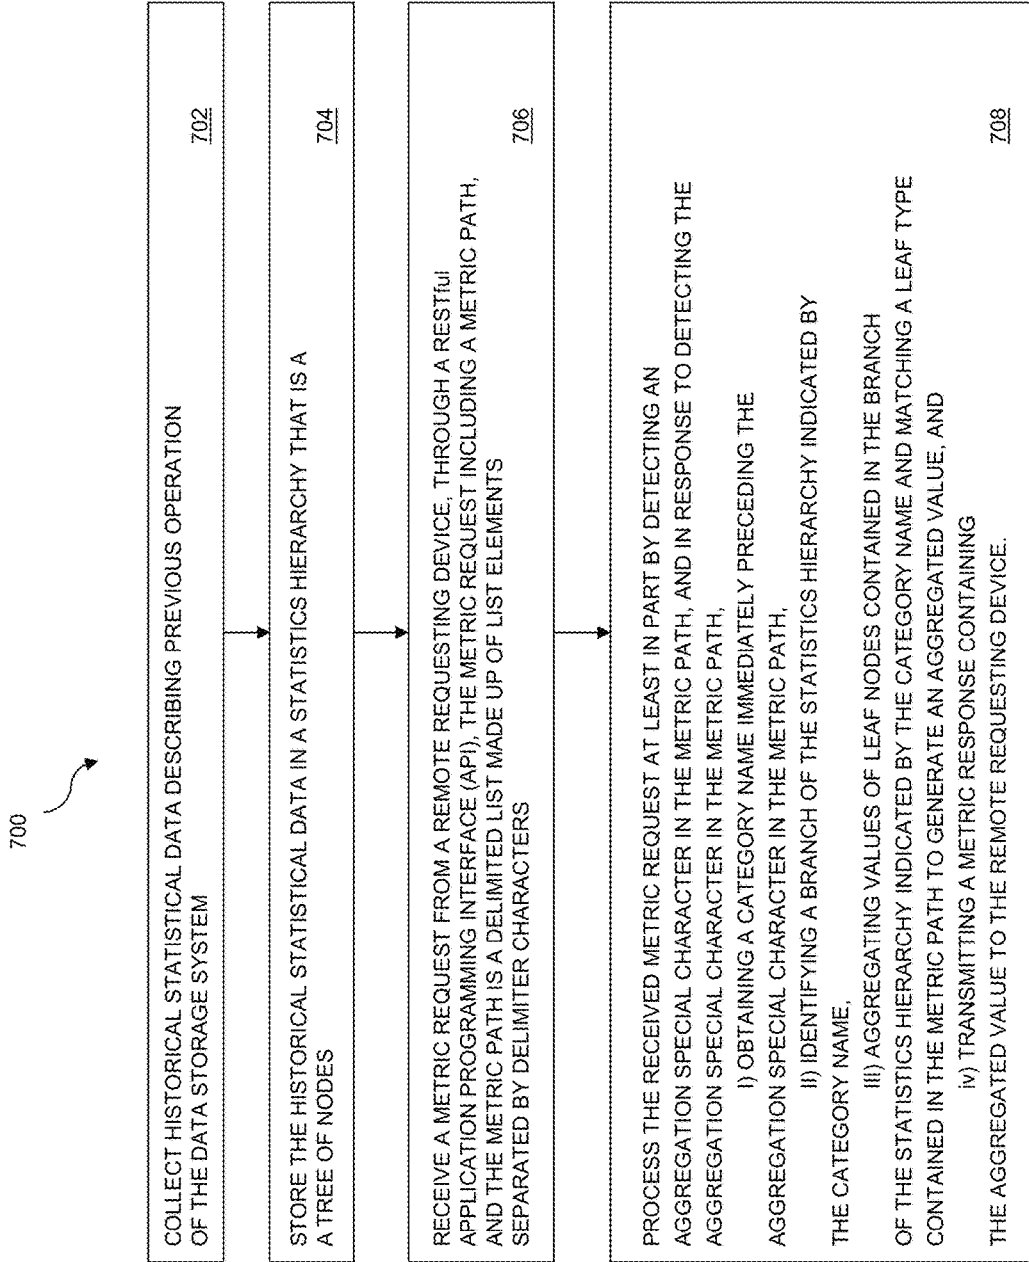 700
COLLECT HISTORICAL STATISTICAL DATA DESCRIBING PREVIOUS OPERATION
OF THE DATA STORAGE SYSTEM
702
STORE THE HISTORICAL STATISTICAL DATA IN A STATISTICS HIERARCHY THAT IS A
A TREE OF NODES
704
RECEIVE A METRIC REQUEST FROM A REMOTE REQUESTING DEVICE, THROUGH A RESTful
APPLICATION PROGRAMMING INTERFACE (API), THE METRIC REQUEST INCLUDING A METRIC PATH,
AND THE METRIC PATH IS A DELIMITED LIST MADE UP OF LIST ELEMENTS
SEPARATED BY DELIMITER CHARACTERS
706
PROCESS THE RECEIVED METRIC REQUEST AT LEAST IN PART BY DETECTING AN
AGGREGATION SPECIAL CHARACTER IN THE METRIC PATH, AND IN RESPONSE TO DETECTING THE
AGGREGATION SPECIAL CHARACTER IN THE METRIC PATH,
I) OBTAINING A CATEGORY NAME IMMEDIATELY PRECEDING THE
AGGREGATION SPECIAL CHARACTER IN THE METRIC PATH,
II) IDENTIFYING A BRANCH OF THE STATISTICS HIERARCHY INDICATED BY
THE CATEGORY NAME,
III) AGGREGATING VALUES OF LEAF NODES CONTAINED IN THE BRANCH
OF THE STATISTICS HIERARCHY INDICATED BY THE CATEGORY NAME AND MATCHING A LEAF TYPE
CONTAINED IN THE METRIC PATH TO GENERATE AN AGGREGATED VALUE, AND
iv) TRANSMITTING A METRIC RESPONSE CONTAINING
THE AGGREGATED VALUE TO THE REMOTE REQUESTING DEVICE.
708